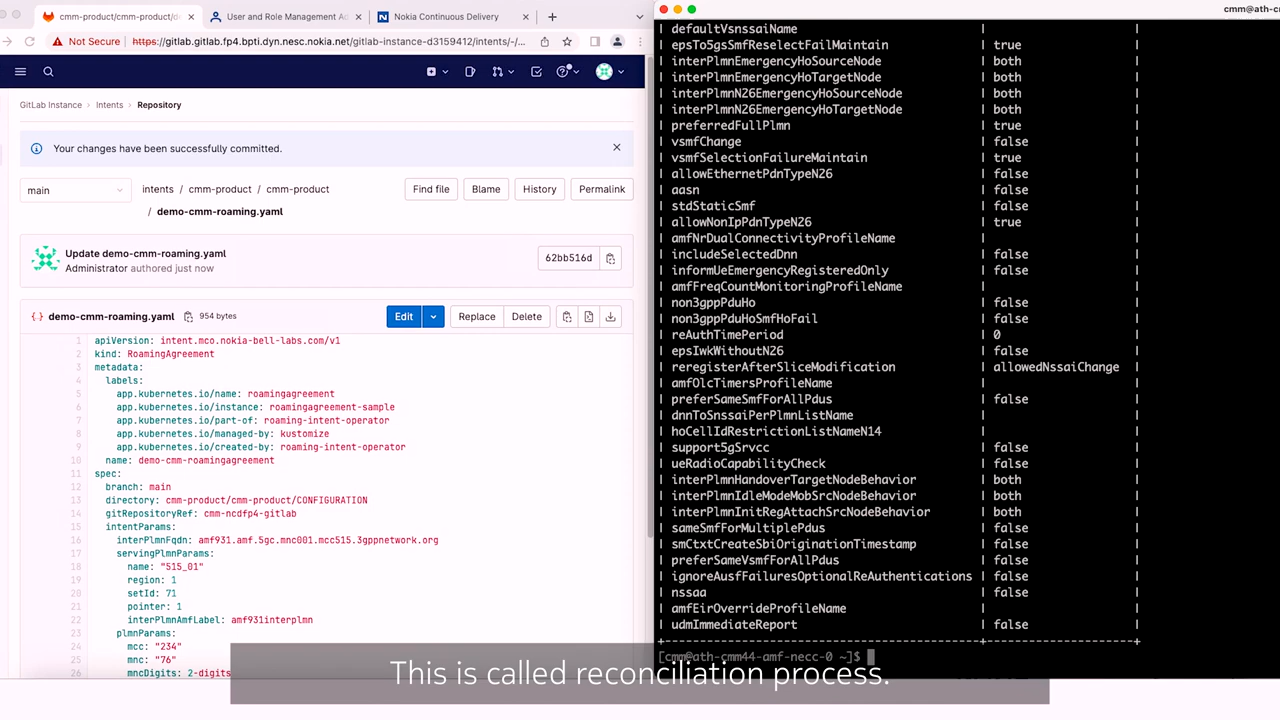 cmm-product/cmm-product/de
User and Role Management Ad
Nokia Continuous Delivery
cmm@ath-c
Not Secure
https://gitlab.gitlab.fp4.bpti.dyn.nesc.nokia.net/gitlab-instance-d3159412/intents/-/...
GitLab Instance
Intents
Repository
Your changes have been successfully committed.
main
intents / cmm-product / cmm-product
/ demo-cmm-roaming.yaml
Find file
Blame
History
Permalink
Update demo-cmm-roaming.yaml
Administrator authored just now
62bb516d
{} demo-cmm-roaming.yaml 954 bytes
Edit
Replace
Delete
1 apiVersion: intent.mco.nokia-bell-labs.com/v1
2 kind: RoamingAgreement
3 metadata:
4 labels:
5 app.kubernetes.io/name: roamingagreement
6 app.kubernetes.io/instance: roamingagreement-sample
7 app.kubernetes.io/part-of: roaming-intent-operator
8 app.kubernetes.io/managed-by: kustomize
9 app.kubernetes.io/created-by: roaming-intent-operator
10 name: demo-cmm-roamingagreement
11 spec:
12 branch: main
13 directory: cmm-product/cmm-product/CONFIGURATION
14 gitRepositoryRef: cmm-ncdfp4-gitlab
15 intentParams:
16 interPlmnFqdn: amf931.amf.5gc.mnc001.mcc515.3gppnetwork.org
17 servingPlmnParams:
18 name: "515_01"
19 region: 1
20 setId: 71
21 pointer: 1
22 interPlmnAmfLabel: amf931interplmn
23 plmnParams:
24 mcc: "234"
25 mnc: "76"
26 mncDigits: 2-digits
| defaultVsnssaiName | |
| epsTo5gsSmfReselectFailMaintain | true |
| interPlmnEmergencyHoSourceNode | both |
| interPlmnEmergencyHoTargetNode | both |
| interPlmnN26EmergencyHoSourceNode | both |
| interPlmnN26EmergencyHoTargetNode | both |
| preferredFullPlmn | true |
| vsmfChange | false |
| vsmfSelectionFailureMaintain | true |
| allowEthernetPdnTypeN26 | false |
| aasn | false |
| stdStaticSmf | false |
| allowNonIpPdnTypeN26 | true |
| amfNrDualConnectivityProfileName | |
| includeSelectedDnn | false |
| informUeEmergencyRegisteredOnly | false |
| amfFreqCountMonitoringProfileName | |
| non3gppPduHo | false |
| non3gppPduHoSmfHoFail | false |
| reAuthTimePeriod | 0 |
| epsIwkWithoutN26 | false |
| reregisterAfterSliceModification | allowedNssaiChange |
| amfOlcTimersProfileName | |
| preferSameSmfForAllPdus | false |
| dnnToSnssaiPerPlmnListName | |
| hoCellIdRestrictionListNameN14 | |
| support5gSrvcc | false |
| ueRadioCapabilityCheck | false |
| interPlmnHandoverTargetNodeBehavior | both |
| interPlmnIdleModeMobSrcNodeBehavior | both |
| interPlmnInitRegAttachSrcNodeBehavior | both |
| sameSmfForMultiplePdus | false |
| smCtxtCreateSbiOriginationTimestamp | false |
| preferSameVsmfForAllPdus | false |
| ignoreAusfFailuresOptionalReAuthentications | false |
| nssaa | false |
| amfEirOverrideProfileName | |
| udmImmediateReport | false |
[cmm@ath-cmm44-amf-necc-0 ~]$
This is called reconciliation process.